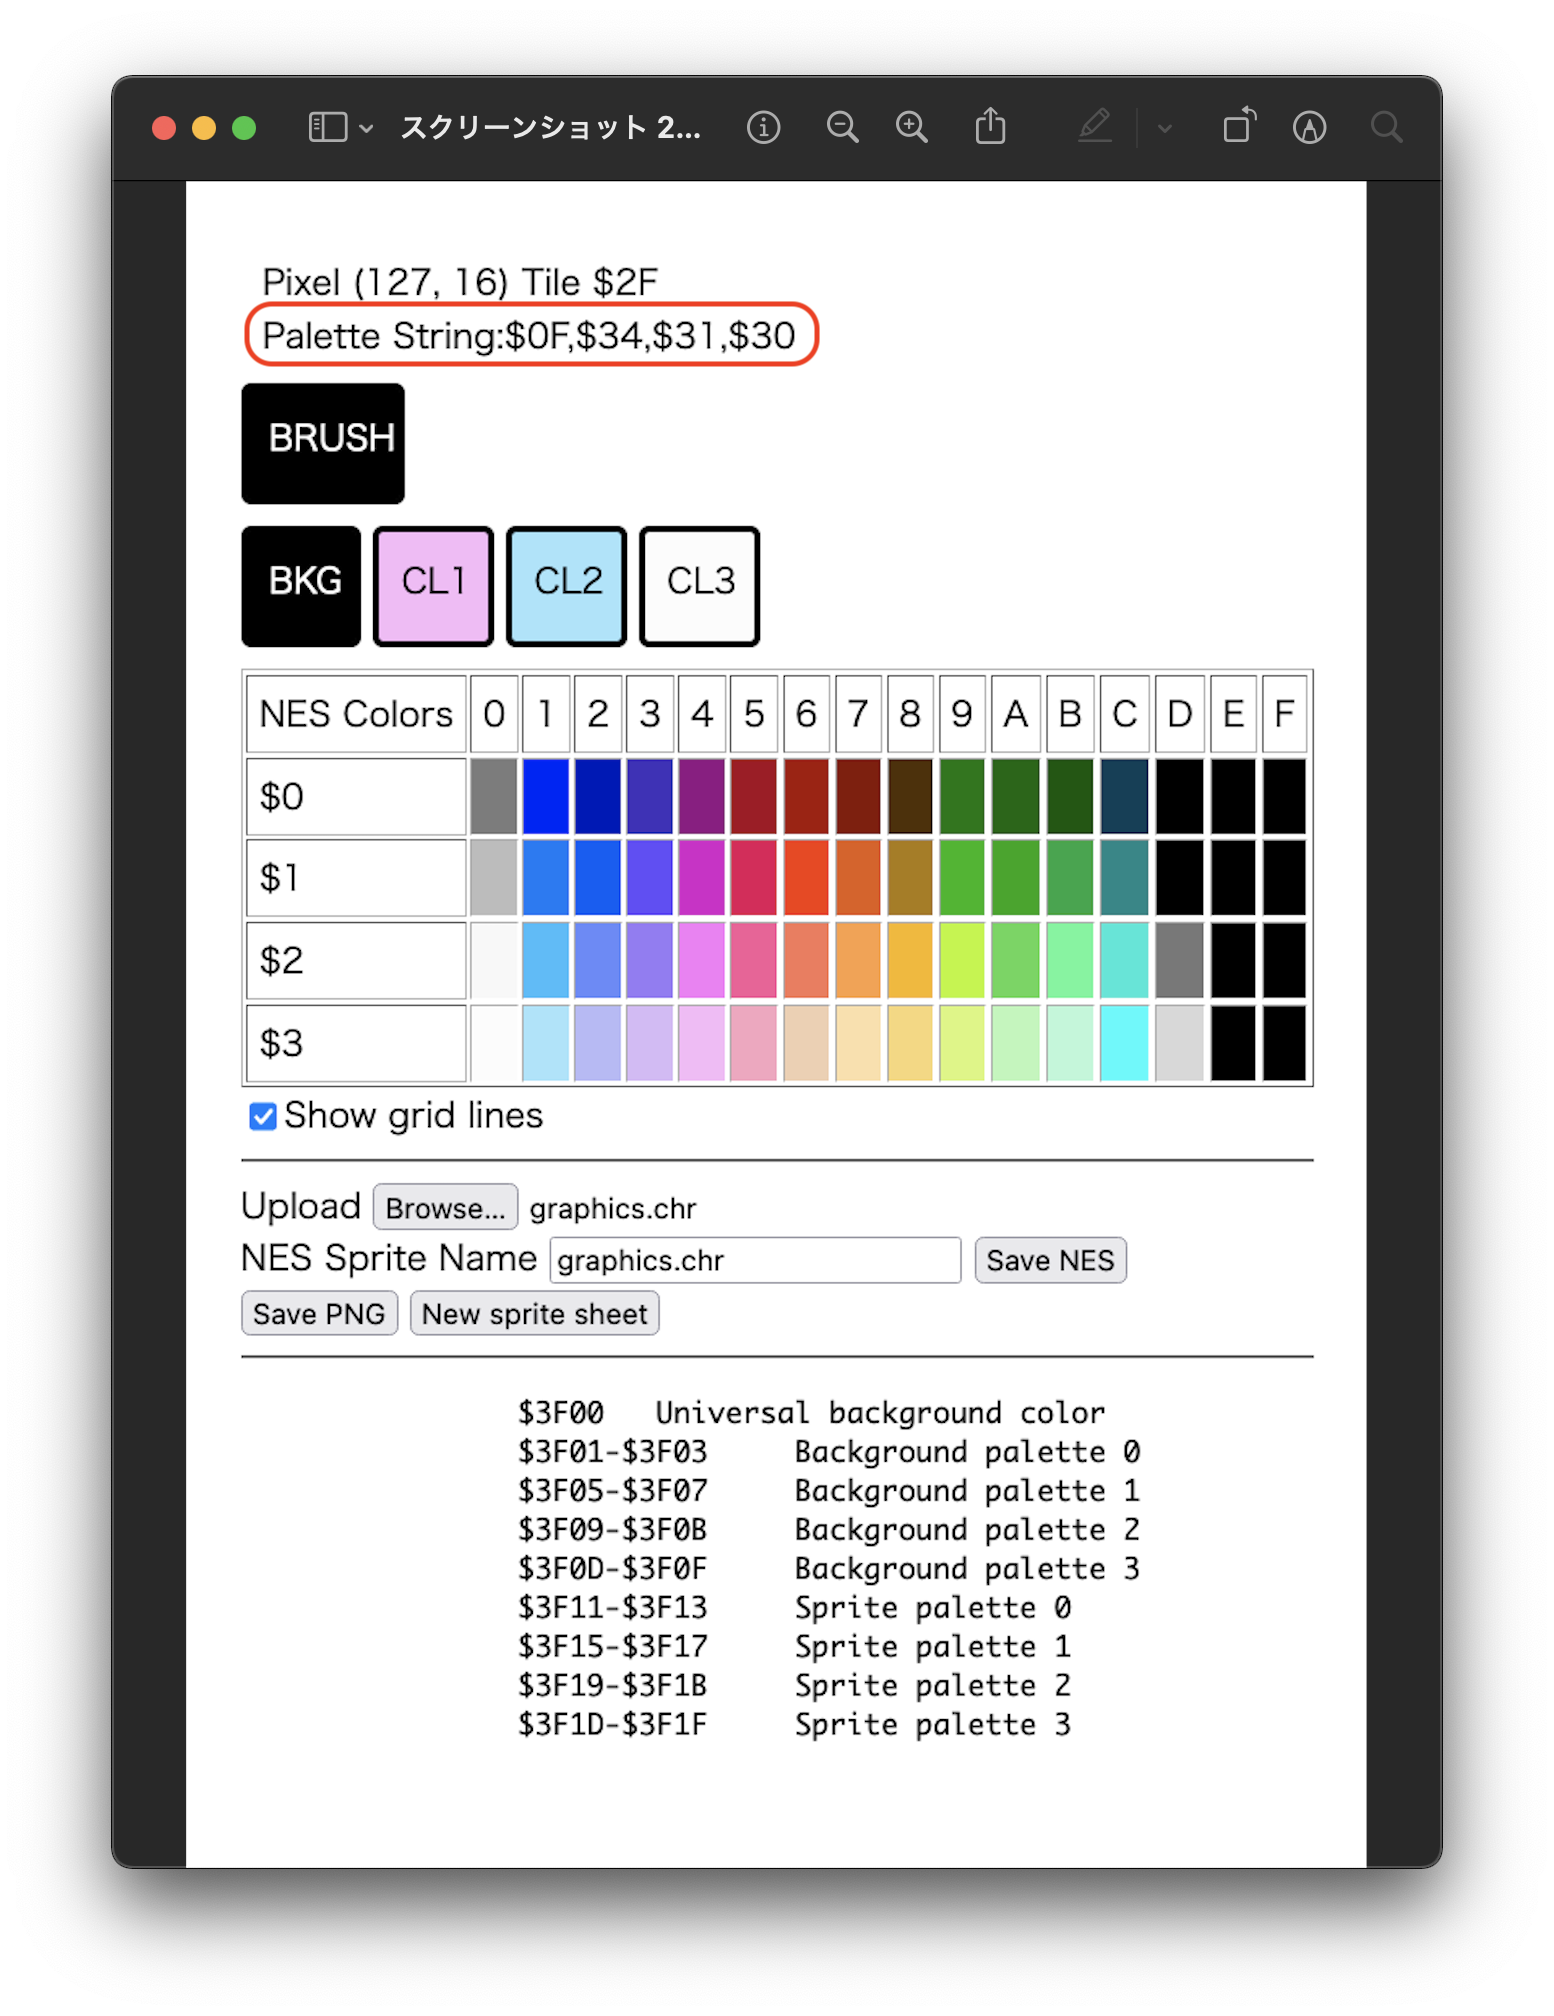 スクリーンショット 2...
Pixel (127, 16) Tile $2F
Palette String:$0F,$34,$31,$30
BRUSH
BKG CL1 CL2 CL3
NES Colors 0 1 2 3 4 5 6 7 8 9 A B C D E F
$0
$1
$2
$3
Show grid lines
Upload Browse... graphics.chr
NES Sprite Name graphics.chr Save NES
Save PNG New sprite sheet
$3F00 Universal background color
$3F01-$3F03 Background palette 0
$3F05-$3F07 Background palette 1
$3F09-$3F0B Background palette 2
$3F0D-$3F0F Background palette 3
$3F11-$3F13 Sprite palette 0
$3F15-$3F17 Sprite palette 1
$3F19-$3F1B Sprite palette 2
$3F1D-$3F1F Sprite palette 3